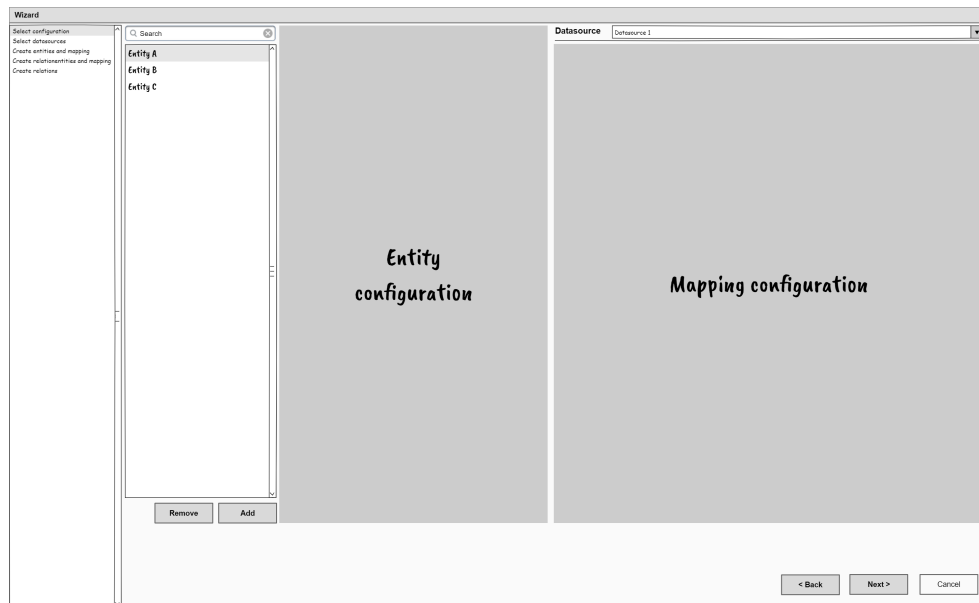 Wizard
Select configuration
Select datasources
Create entities and mapping
Create relationentities and mapping
Create relations
Search
Entity A
Entity B
Entity C
Remove
Add
Entity
configuration
Datasource
Datasource 1
Mapping configuration
< Back
Next >
Cancel